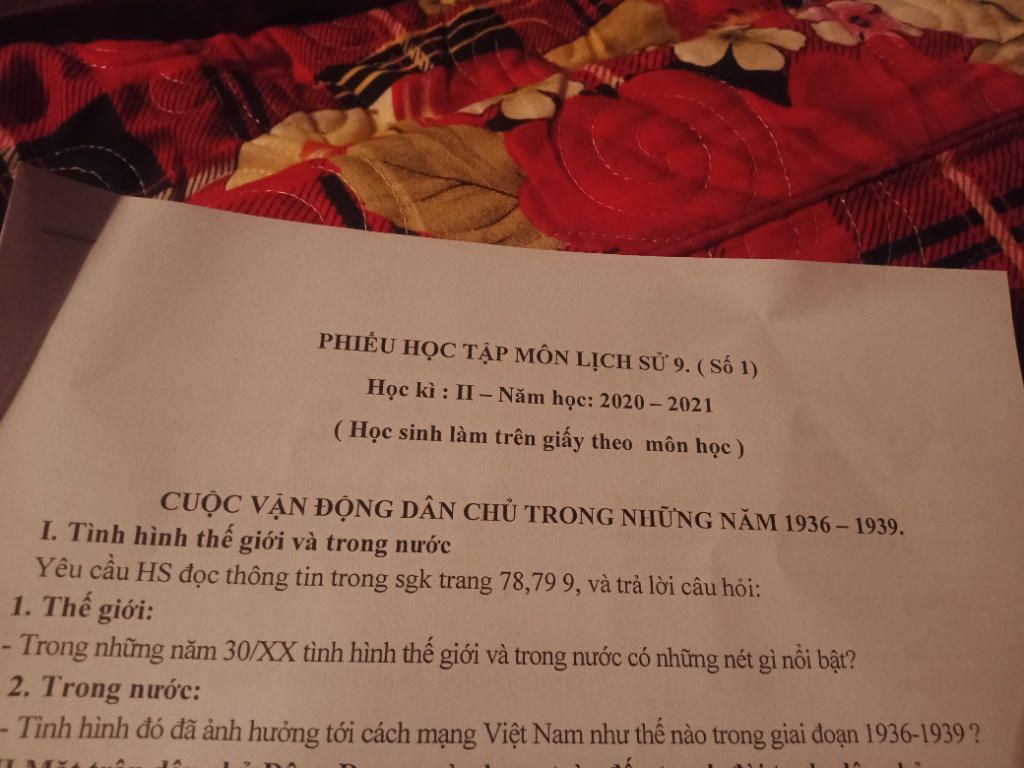 PHIẾU HỌC TẬP MÔN LỊCH SỬ 9. ( Số 1)
Học kì : II – Năm học: 2020 – 2021
( Học sinh làm trên giấy theo môn học )
CUỘC VẬN ĐỘNG DÂN CHỦ TRONG NHỮNG NĂM 1936 – 1939.
I. Tình hình thế giới và trong nước
Yêu cầu HS đọc thông tin trong sgk trang 78,79 9, và trả lời câu hỏi:
1. Thế giới:
- Trong những năm 30/XX tình hình thế giới và trong nước có những nét gì nổi bật?
2. Trong nước:
- Tình hình đó đã ảnh hưởng tới cách mạng Việt Nam như thế nào trong giai đoạn 1936-1939 ?